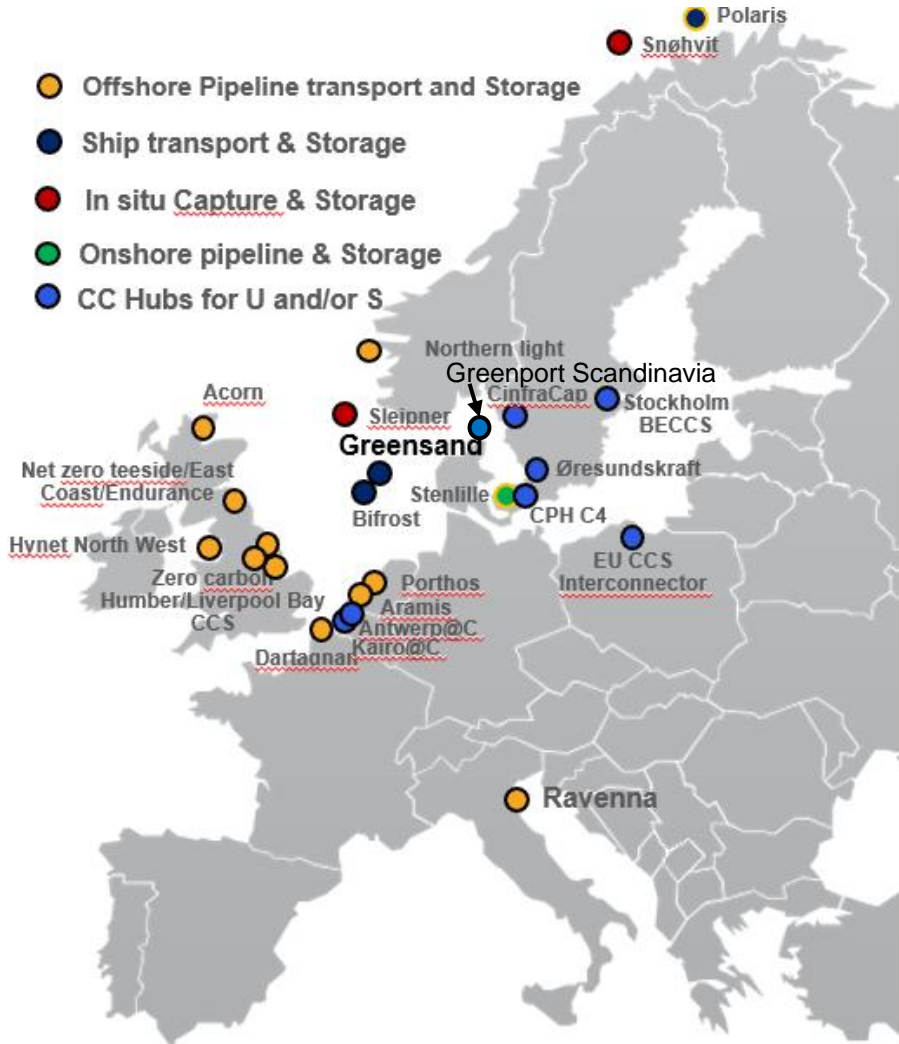 Polaris
Snøhvit
Offshore Pipeline transport and Storage
Ship transport & Storage
In situ Capture & Storage
Onshore pipeline & Storage
CC Hubs for U and/or S
Northern light
Greenport Scandinavia
CinfraCap
Acorn
Stockholm
BECCS
Sleipner
Greensand
Net zero teeside/East
Coast/Endurance
Øresundskraft
Stenlille
CPH C4
Bifrost
Hynet North West
EU CCS
Interconnector
Zero carbon
Humber/Liverpool Bay
CCS
Porthos
Aramis
Antwerp@C
Kairo@C
Dartagnan
Ravenna